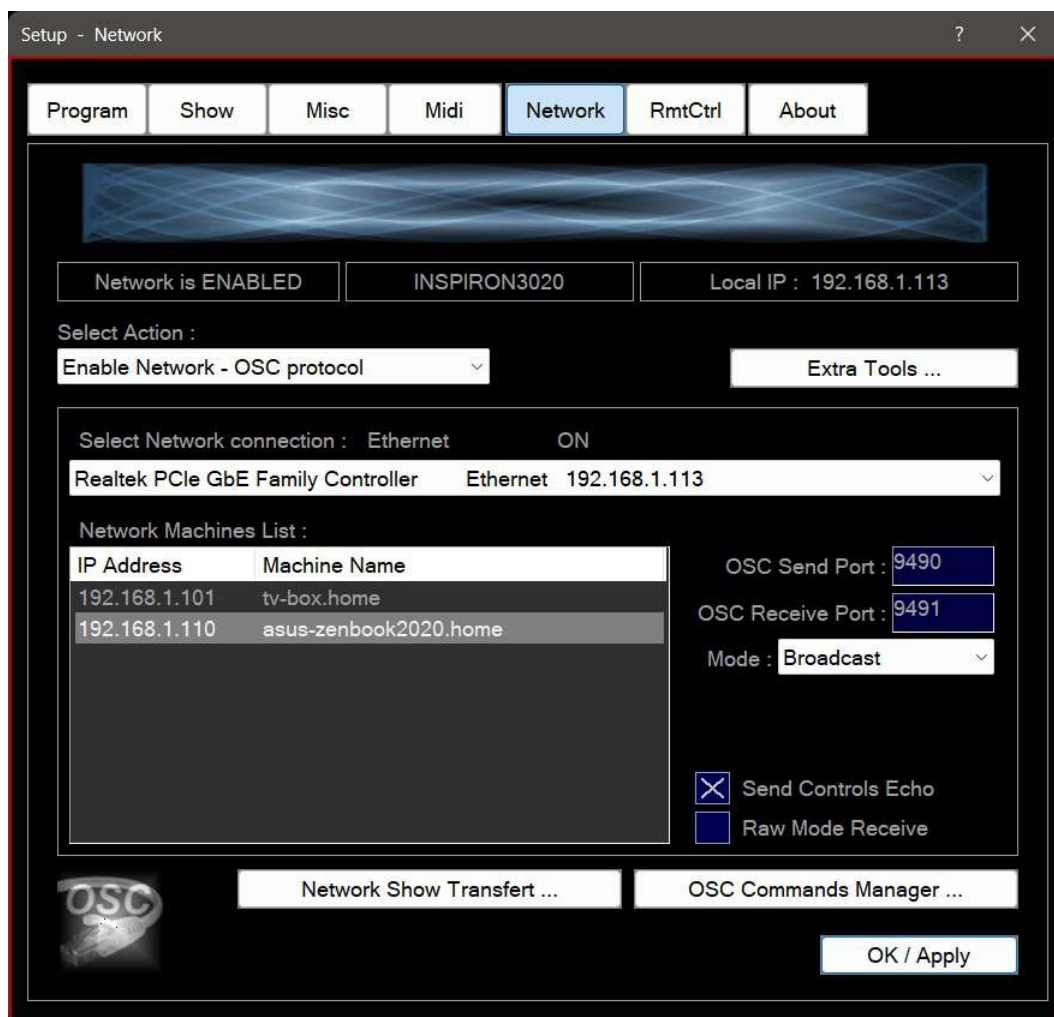 Setup - Network ?
Program Show Misc Midi Network RmtCtrl About
Network is ENABLED INSPIRON3020 Local IP : 192.168.1.113
Select Action :
Enable Network - OSC protocol Extra Tools ...
Select Network connection : Ethernet ON
Realtek PCIe GbE Family Controller Ethernet 192.168.1.113
Network Machines List :
IP Address Machine Name
192.168.1.101 tv-box.home
192.168.1.110 asus-zenbook2020.home
OSC Send Port : 9490
OSC Receive Port : 9491
Mode : Broadcast
Send Controls Echo
Raw Mode Receive
OSC
Network Show Transfert ... OSC Commands Manager ...
OK / Apply